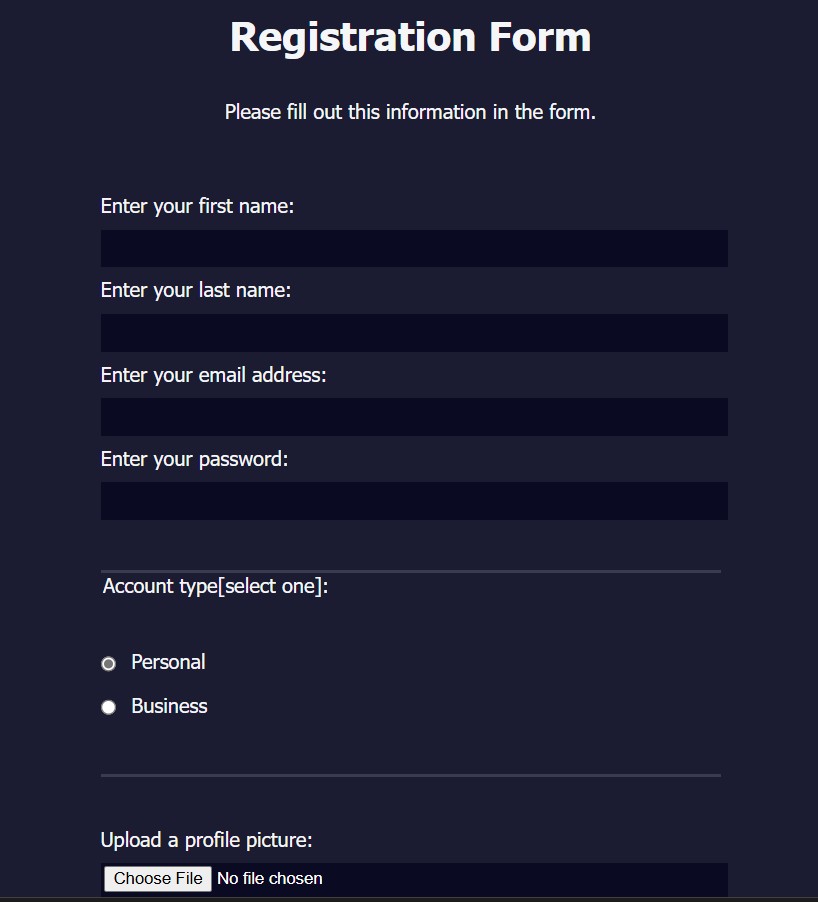 Registration Form
Please fill out this information in the form.
Enter your first name:
Enter your last name:
Enter your email address:
Enter your password:
Account type[select one]:
Personal
Business
Upload a profile picture:
Choose File No file chosen